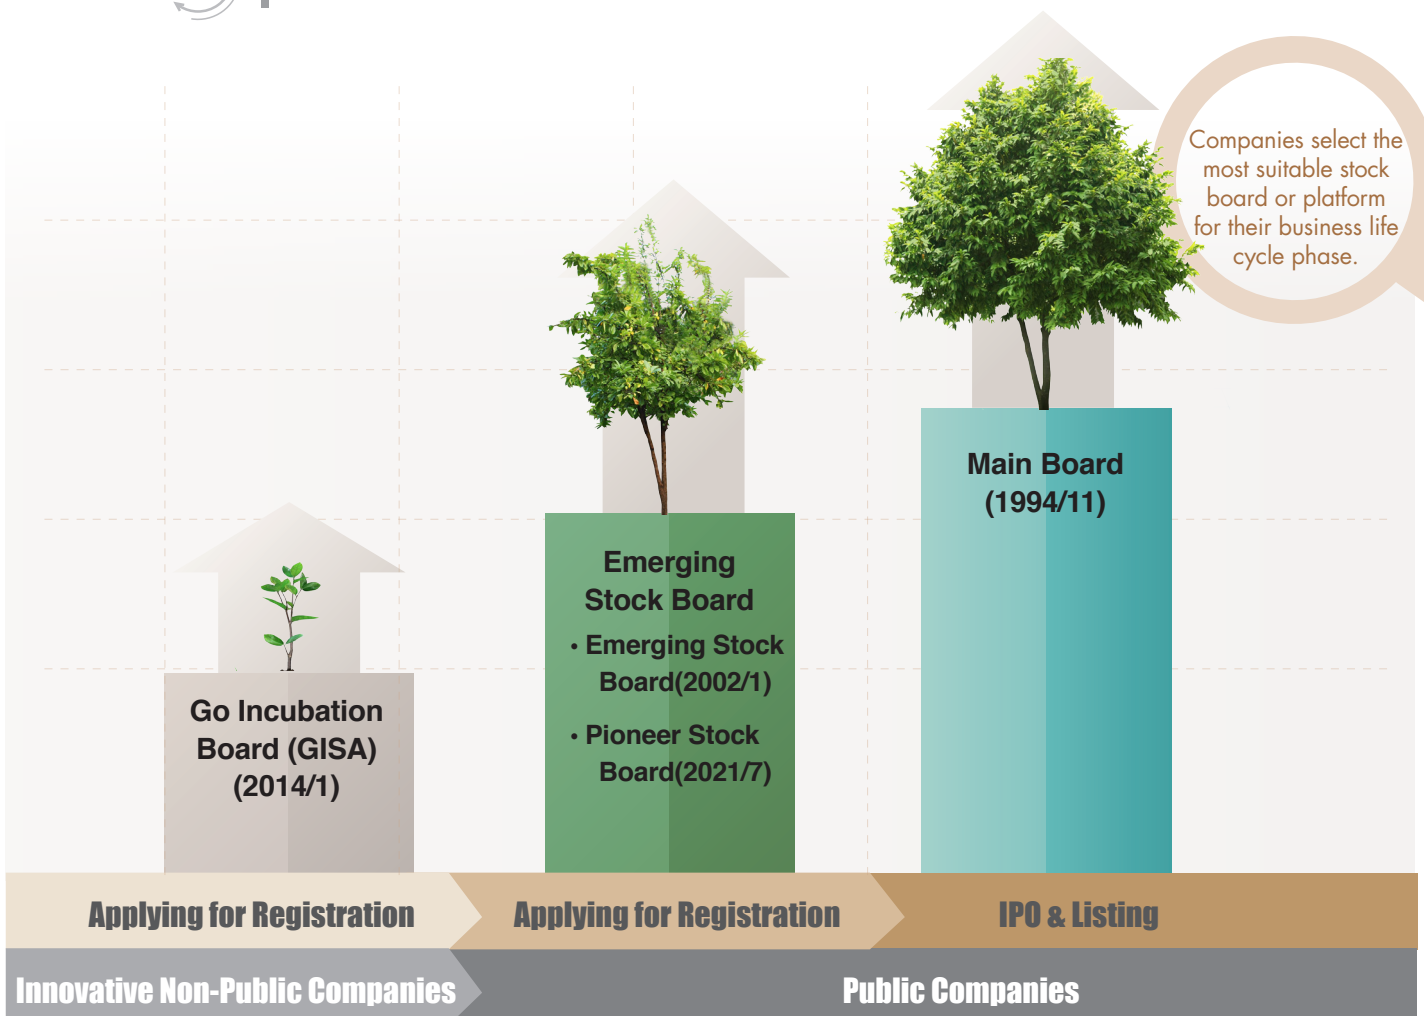 Companies select the
most suitable stock
board or platform
for their business life
cycle phase.
Main Board
(1994/11)
Emerging
Stock Board
• Emerging Stock
Board(2002/1)
• Pioneer Stock
Board(2021/7)
Go Incubation
Board (GISA)
(2014/1)
Applying for Registration
Applying for Registration
IPO & Listing
Innovative Non-Public Companies
Public Companies